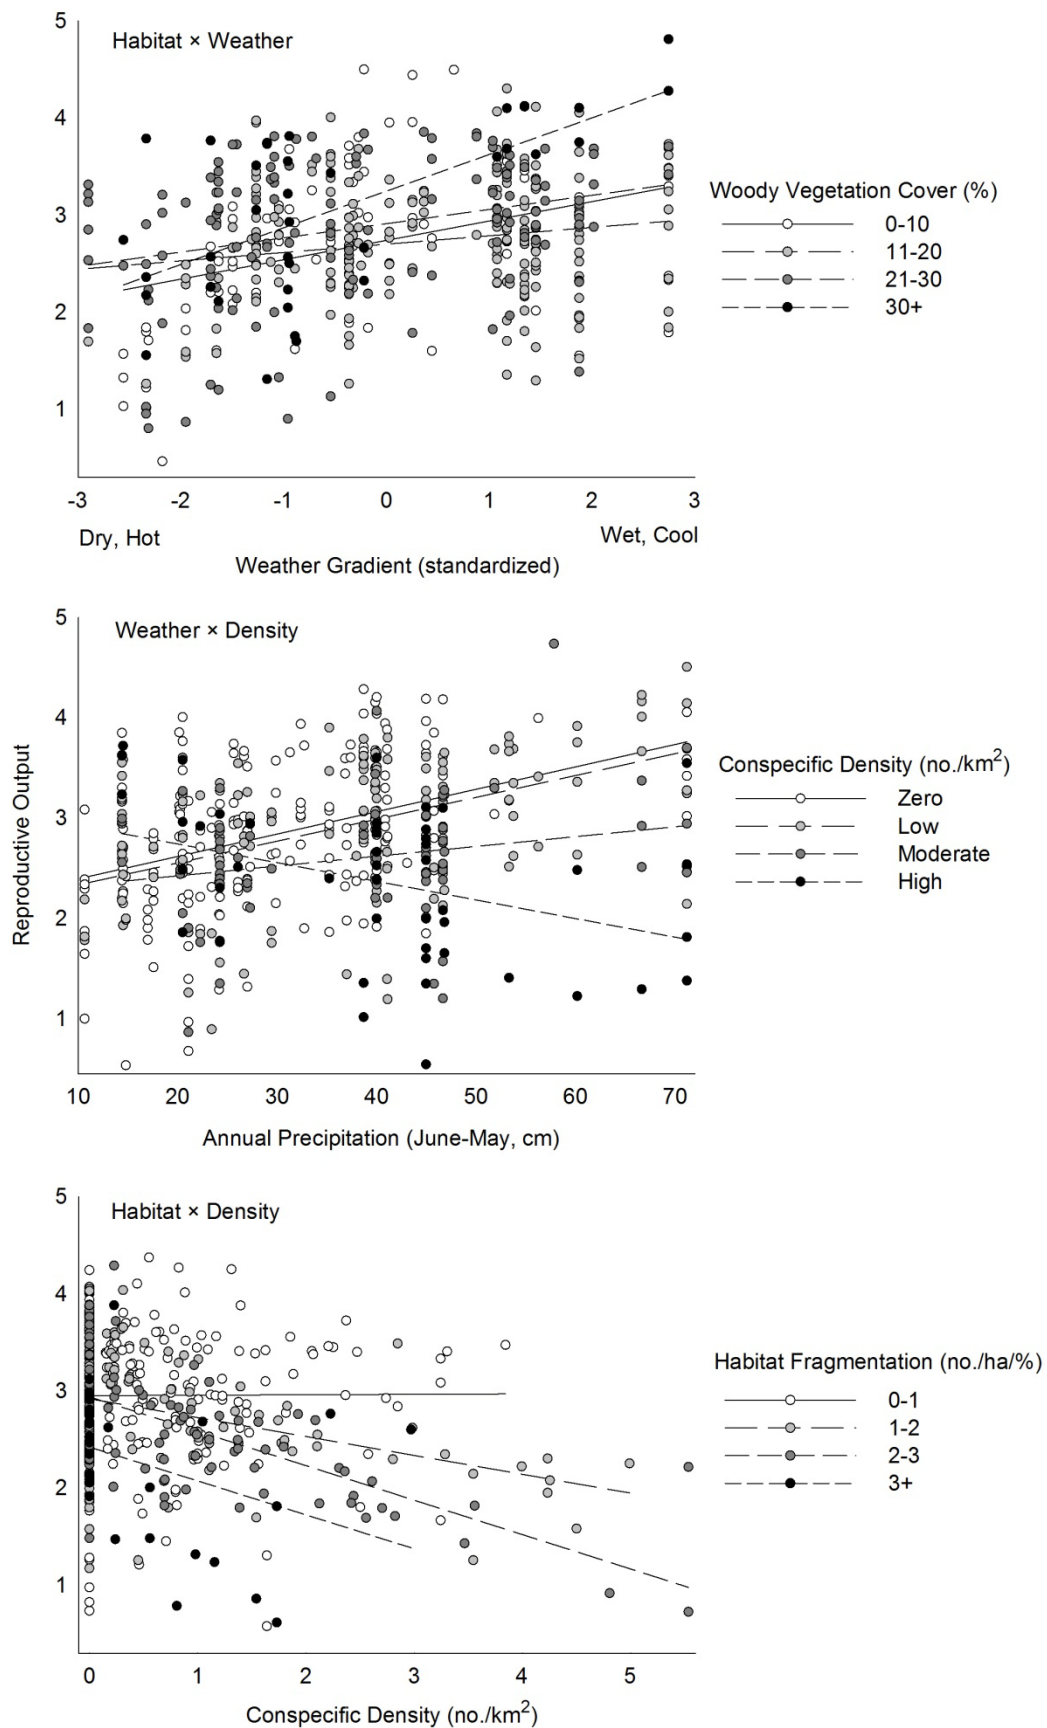 5
Habitat × Weather
4
3
2
1
Woody Vegetation Cover (%)
0-10
11-20
21-30
30+
-3 -2 -1 0 1 2 3
Dry, Hot Wet, Cool
Weather Gradient (standardized)
5
Weather × Density
4
3
2
1
Reproductive Output
Conspecific Density (no./km²)
Zero
Low
Moderate
High
10 20 30 40 50 60 70
Annual Precipitation (June-May, cm)
5
Habitat × Density
4
3
2
1
Habitat Fragmentation (no./ha/%)
0-1
1-2
2-3
3+
0 1 2 3 4 5
Conspecific Density (no./km²)